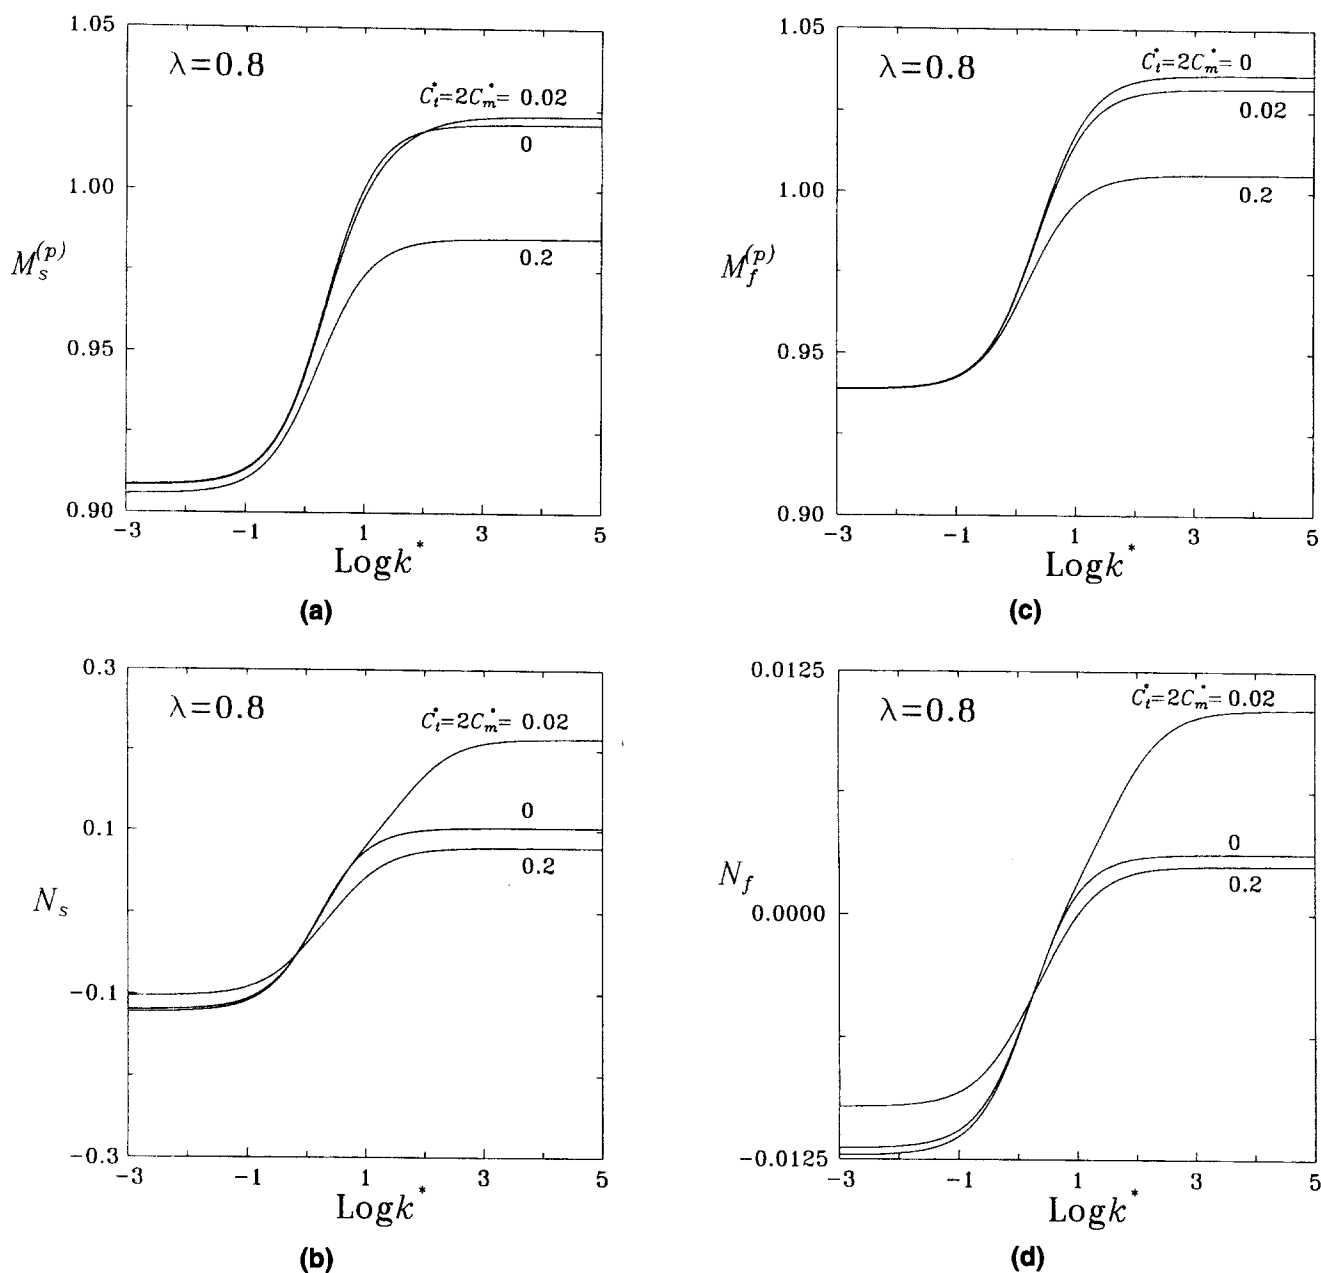 1.05
λ=0.8
C*t=2C*m= 0.02
0
1.00
Ms(p)
0.2
0.95
0.90
-3
-1
1
3
5
Logk*
(a)
1.05
λ=0.8
C*t=2C*m= 0
0.02
1.00
0.2
Mf(p)
0.95
0.90
-3
-1
1
3
5
Logk*
(c)
0.3
λ=0.8
C*t=2C*m= 0.02
0
0.1
0.2
Ns
-0.1
-0.3
-3
-1
1
3
5
Logk*
(b)
0.0125
λ=0.8
C*t=2C*m= 0.02
0
Nf
0.2
0.0000
-0.0125
-3
-1
1
3
5
Logk*
(d)